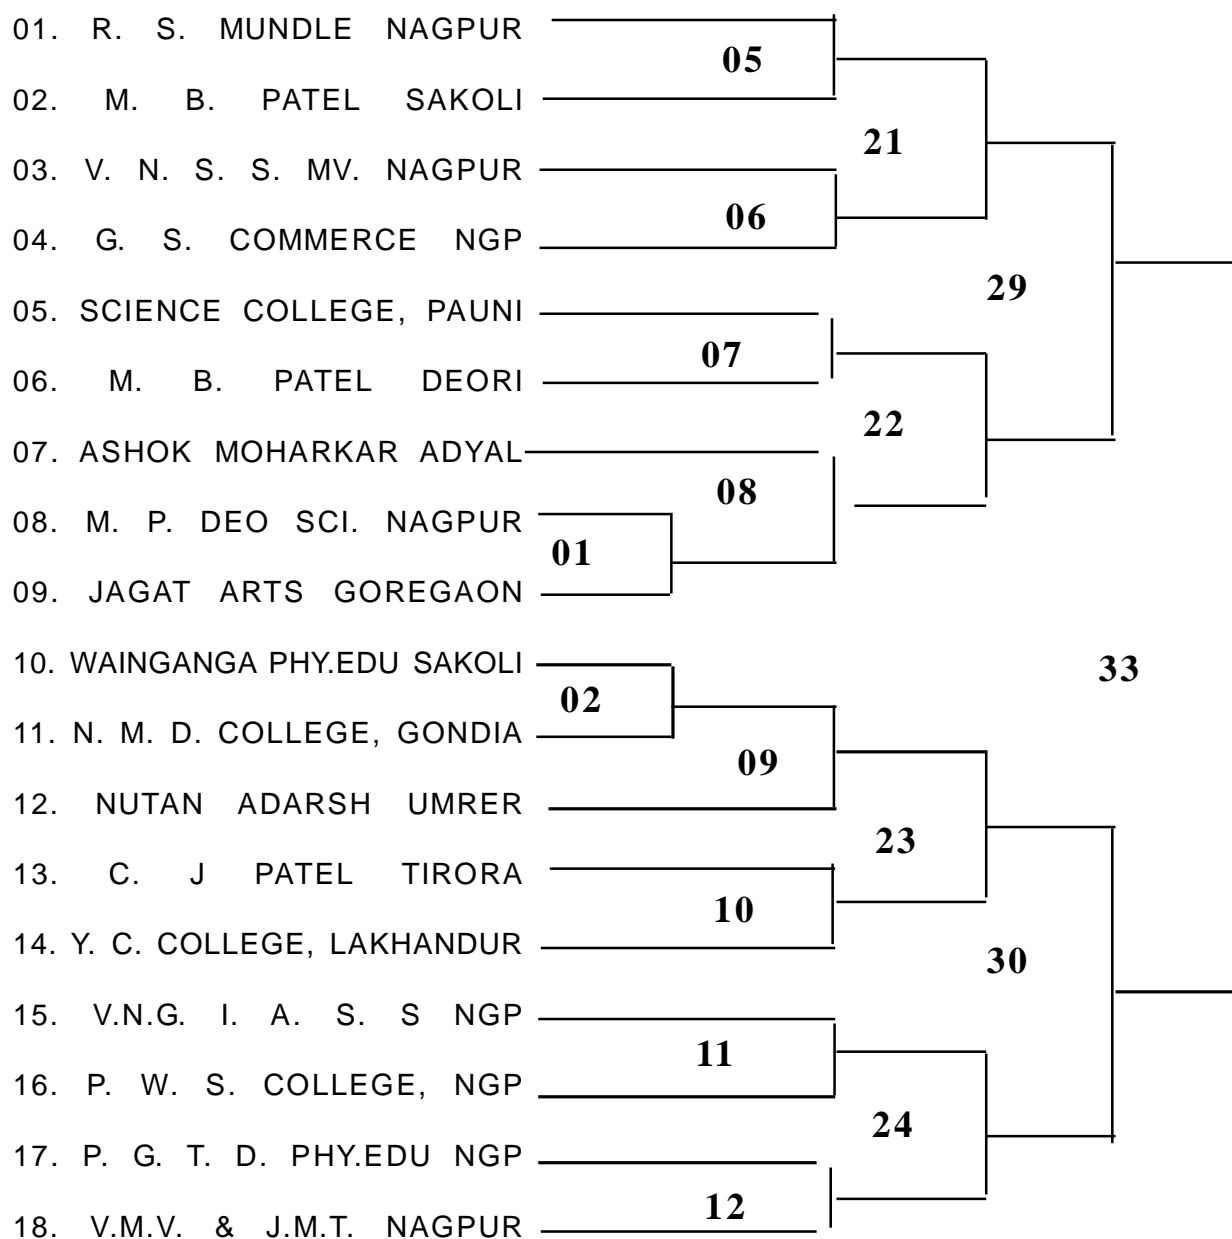 01. R. S. MUNDLE NAGPUR
05
02. M. B. PATEL SAKOLI
21
03. V. N. S. S. MV. NAGPUR
06
04. G. S. COMMERCE NGP
29
05. SCIENCE COLLEGE, PAUNI
07
06. M. B. PATEL DEORI
22
07. ASHOK MOHARKAR ADYAL
08
08. M. P. DEO SCI. NAGPUR
01
09. JAGAT ARTS GOREGAON
10. WAINGANGA PHY.EDU SAKOLI
33
02
11. N. M. D. COLLEGE, GONDIA
09
12. NUTAN ADARSH UMRER
23
13. C. J PATEL TIRORA
10
14. Y. C. COLLEGE, LAKHANDUR
30
15. V.N.G. I. A. S. S NGP
11
16. P. W. S. COLLEGE, NGP
24
17. P. G. T. D. PHY.EDU NGP
12
18. V.M.V. & J.M.T. NAGPUR